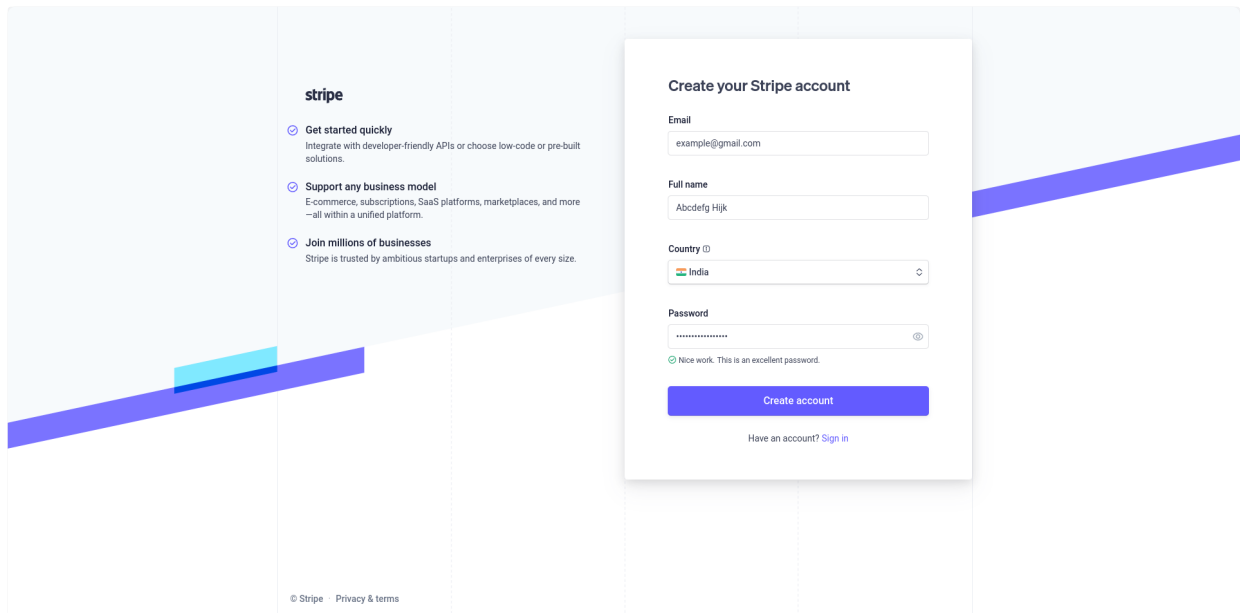 stripe
Get started quickly
Integrate with developer-friendly APIs or choose low-code or pre-built
solutions.
Support any business model
E-commerce, subscriptions, SaaS platforms, marketplaces, and more
—all within a unified platform.
Join millions of businesses
Stripe is trusted by ambitious startups and enterprises of every size.
Create your Stripe account
Email
example@gmail.com
Full name
Abcdefg Hijk
Country
India
Password
•••••••••••••••••
Nice work. This is an excellent password.
Create account
Have an account? Sign in
© Stripe · Privacy & terms